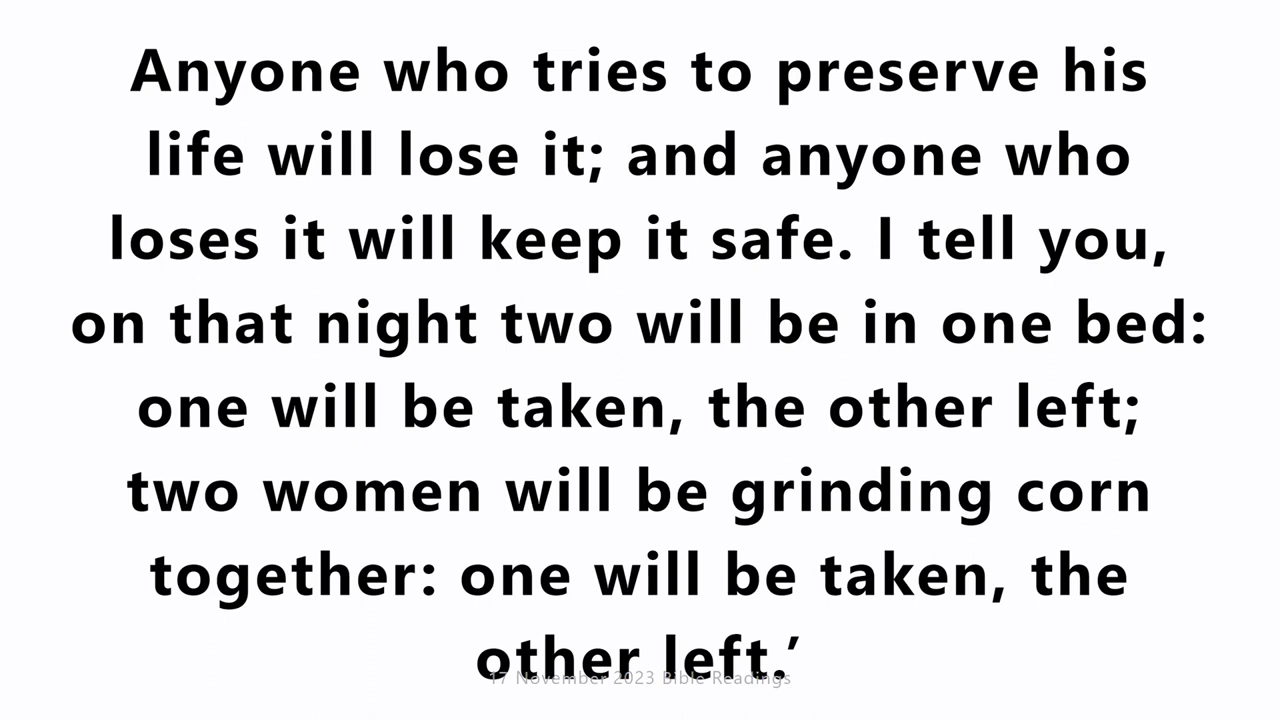 Anyone who tries to preserve his
life will lose it; and anyone who
loses it will keep it safe. I tell you,
on that night two will be in one bed:
one will be taken, the other left;
two women will be grinding corn
together: one will be taken, the
other left.’
17 November 2023 Bible Readings